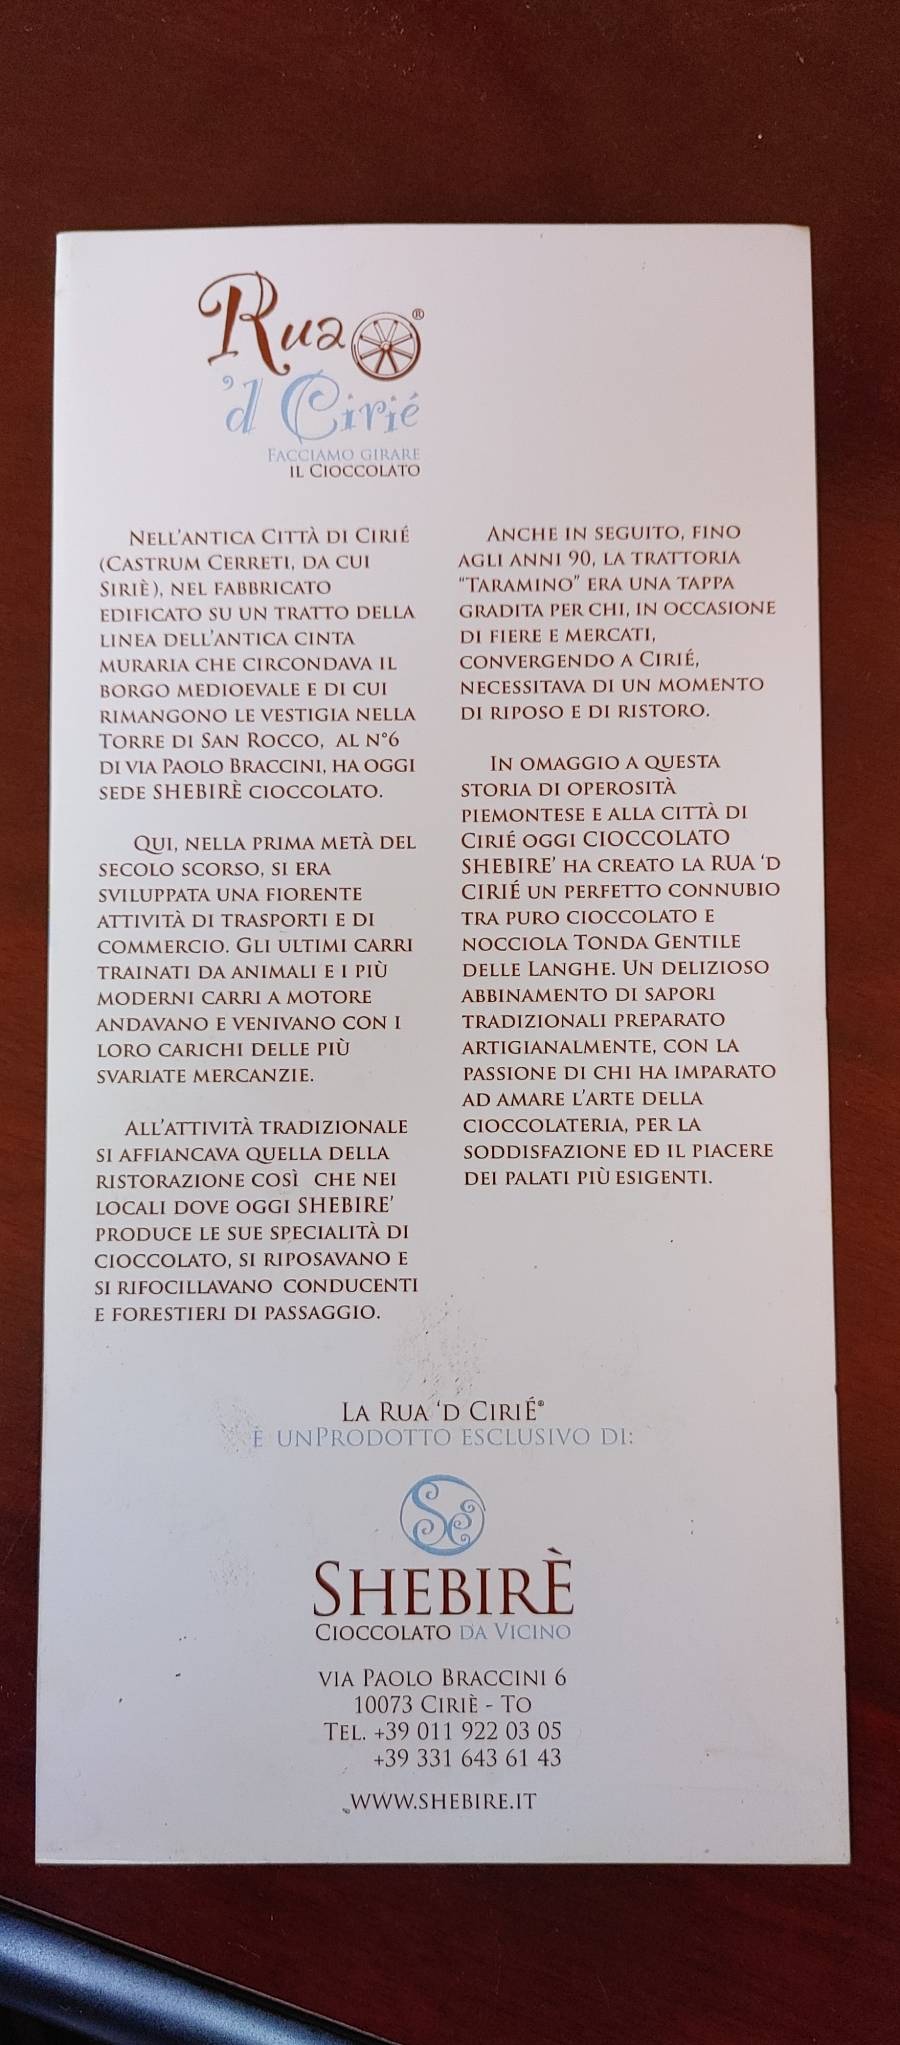 Rua ®
'd Cirié
Facciamo girare
il Cioccolato
Nell'antica Città di Cirié
(Castrum Cerreti, da cui
Siriè), nel fabbricato
edificato su un tratto della
linea dell'antica cinta
muraria che circondava il
borgo medioevale e di cui
rimangono le vestigia nella
Torre di San Rocco, al n°6
di via Paolo Braccini, ha oggi
sede SHEBIRÈ cioccolato.
Qui, nella prima metà del
secolo scorso, si era
sviluppata una fiorente
attività di trasporti e di
commercio. Gli ultimi carri
trainati da animali e i più
moderni carri a motore
andavano e venivano con i
loro carichi delle più
svariate mercanzie.
All'attività tradizionale
si affiancava quella della
ristorazione così che nei
locali dove oggi SHEBIRE'
produce le sue specialità di
cioccolato, si riposavano e
si rifocillavano conducenti
e forestieri di passaggio.
Anche in seguito, fino
agli anni 90, la trattoria
"Taramino" era una tappa
gradita per chi, in occasione
di fiere e mercati,
convergendo a Cirié,
necessitava di un momento
di riposo e di ristoro.
In omaggio a questa
storia di operosità
piemontese e alla città di
Cirié oggi CIOCCOLATO
SHEBIRE' ha creato la RUA 'D
CIRIÉ un perfetto connubio
tra puro cioccolato e
nocciola Tonda Gentile
delle Langhe. Un delizioso
abbinamento di sapori
tradizionali preparato
artigianalmente, con la
passione di chi ha imparato
ad amare l'arte della
cioccolateria, per la
soddisfazione ed il piacere
dei palati più esigenti.
La Rua 'd CiriÉ®
è unProdotto esclusivo di:
Se
Shebirè
Cioccolato da Vicino
via Paolo Braccini 6
10073 Ciriè - To
Tel. +39 011 922 03 05
+39 331 643 61 43
www.shebire.it